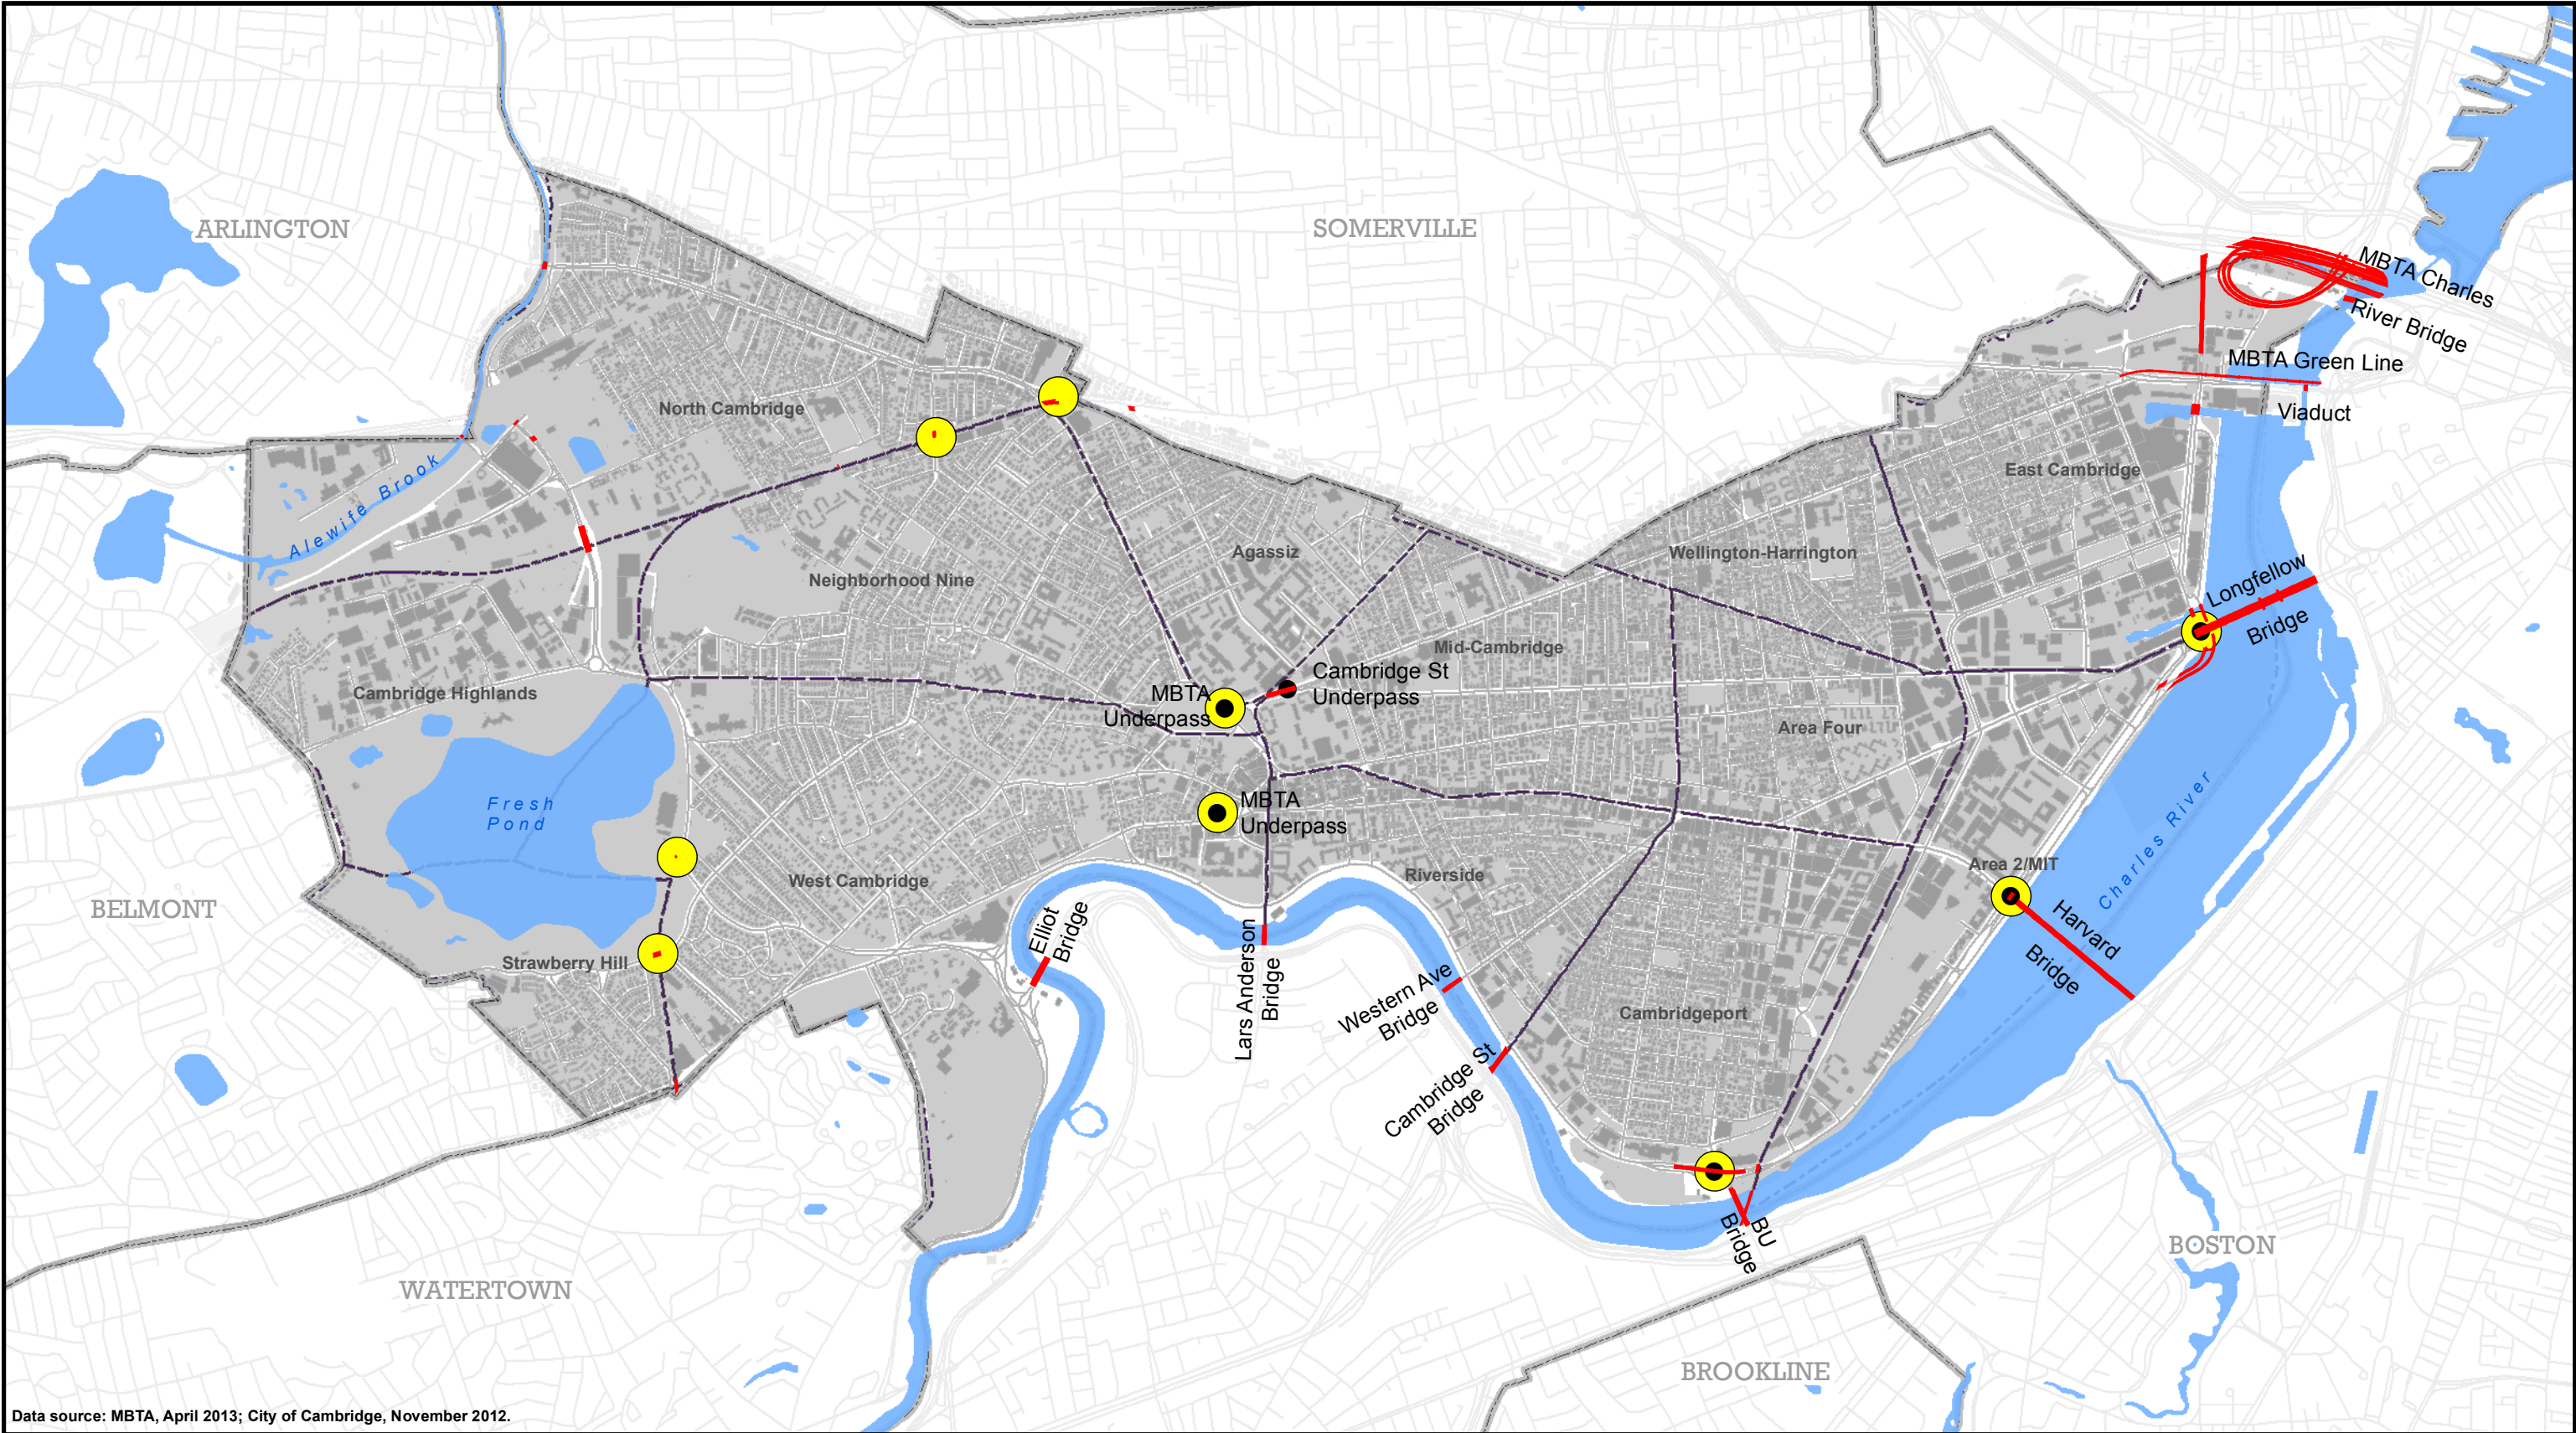 ARLINGTON
SOMERVILLE
MBTA Charles
River Bridge
MBTA Green Line
Viaduct
North Cambridge
East Cambridge
Alewife Brook
Agassiz
Wellington-Harrington
Neighborhood Nine
Longfellow
Bridge
Mid-Cambridge
Cambridge St
Underpass
Cambridge Highlands
MBTA
Underpass
Area Four
Fresh
Pond
MBTA
Underpass
Charles River
Area 2/MIT
West Cambridge
Riverside
BELMONT
Elliot
Bridge
Lars Anderson
Bridge
Harvard
Bridge
Strawberry Hill
Western Ave
Bridge
Cambridgeport
Cambridge St
Bridge
BU
Bridge
BOSTON
WATERTOWN
BROOKLINE
Data source: MBTA, April 2013; City of Cambridge, November 2012.